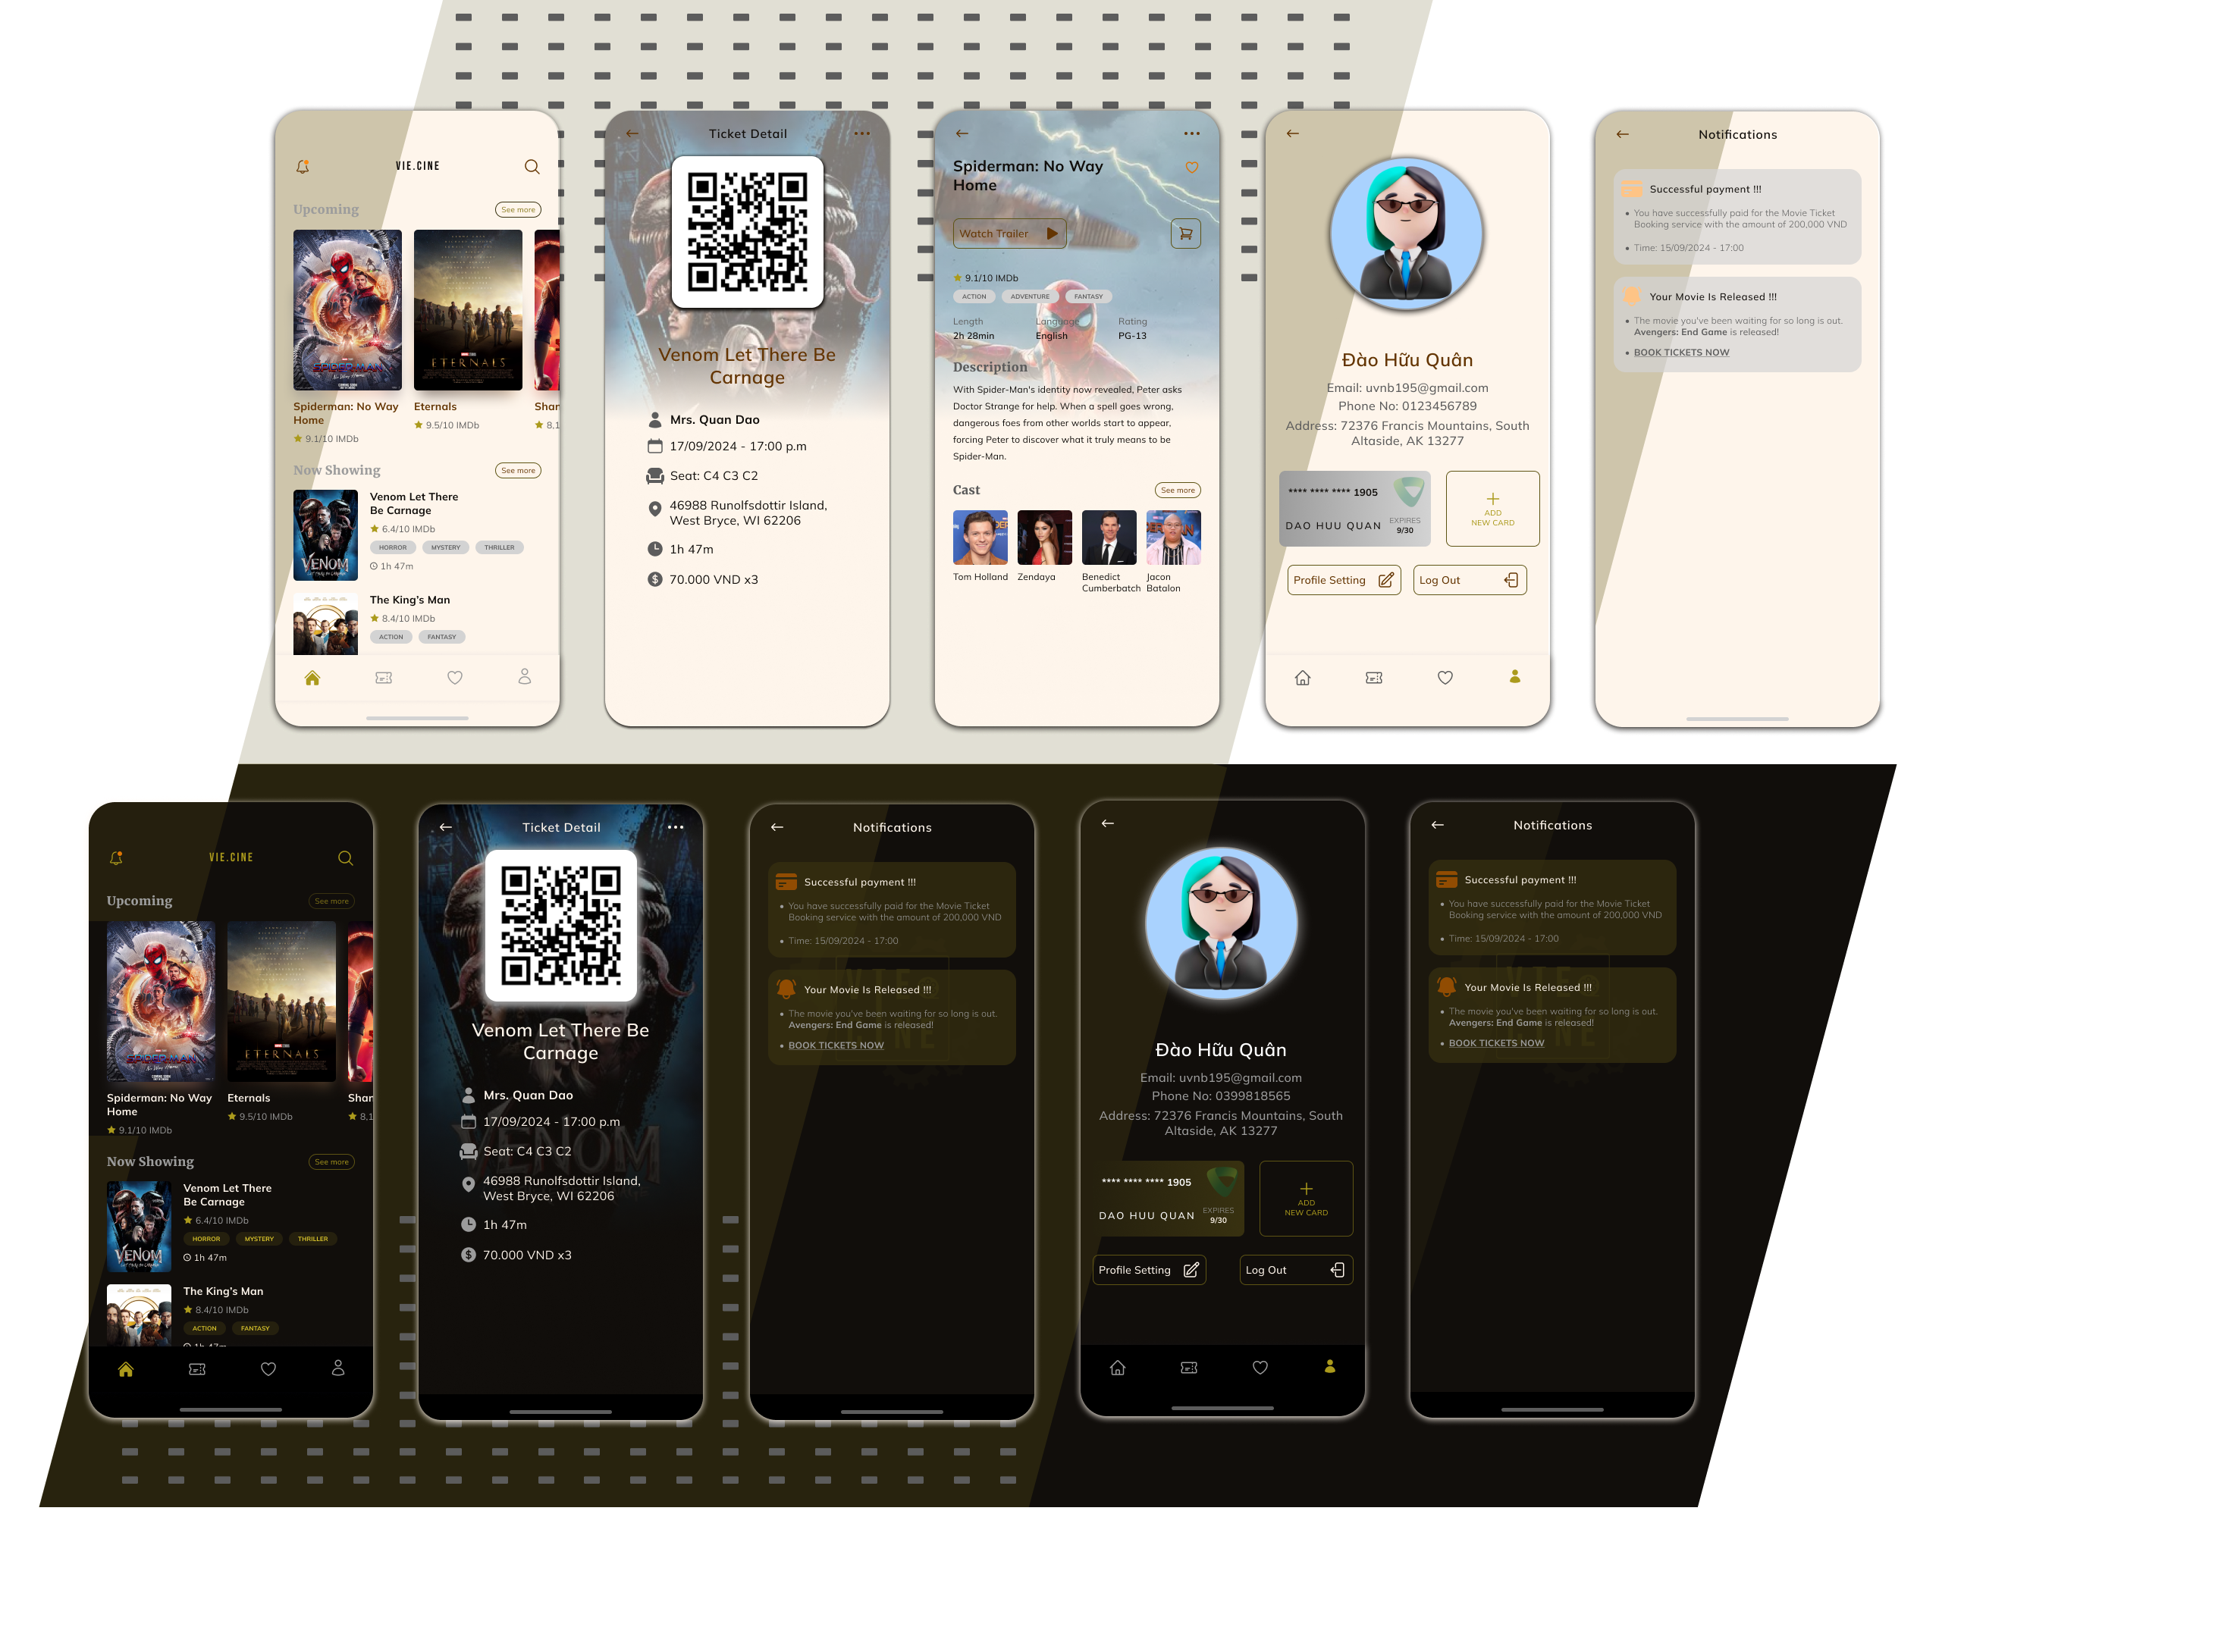 VIE.CINE
Upcoming
See more
SPIDER-MAN
ETERNALS
Spiderman: No Way
Home
9.1/10 IMDb
Eternals
9.5/10 IMDb
Shan
8,1
Now Showing
See more
VENOM
Venom Let There
Be Carnage
6.4/10 IMDb
HORROR MYSTERY THRILLER
1h 47m
The King's Man
8.4/10 IMDb
ACTION FANTASY
Ticket Detail
Venom Let There Be
Carnage
Mrs. Quan Dao
17/09/2024 - 17:00 p.m
Seat: C4 C3 C2
46988 Runolfsdottir Island,
West Bryce, WI 62206
1h 47m
70.000 VND x3
Spiderman: No Way
Home
Watch Trailer
9.1/10 IMDb
ACTION ADVENTURE FANTASY
Length Language Rating
2h 28min English PG-13
Description
With Spider-Man's identity now revealed, Peter asks
Doctor Strange for help. When a spell goes wrong,
dangerous foes from other worlds start to appear,
forcing Peter to discover what it truly means to be
Spider-Man.
Cast
See more
Tom Holland
Zendaya
Benedict
Cumberbatch
Jacon
Batalon
Đào Hữu Quân
Email: uvnb195@gmail.com
Phone No: 0123456789
Address: 72376 Francis Mountains, South
Altaside, AK 13277
**** **** **** 1905
DAO HUU QUAN
EXPIRES
9/30
ADD
NEW CARD
Profile Setting
Log Out
Notifications
Successful payment !!!
• You have successfully paid for the Movie Ticket
Booking service with the amount of 200,000 VND
• Time: 15/09/2024 - 17:00
Your Movie Is Released !!!
• The movie you've been waiting for so long is out.
Avengers: End Game is released!
• BOOK TICKETS NOW
VIE.CINE
Upcoming
See more
SPIDER-MAN
ETERNALS
Spiderman: No Way
Home
9.1/10 IMDb
Eternals
9.5/10 IMDb
Shan
8,1
Now Showing
See more
VENOM
Venom Let There
Be Carnage
6.4/10 IMDb
HORROR MYSTERY THRILLER
1h 47m
The King's Man
8.4/10 IMDb
ACTION FANTASY
1h 47m
Ticket Detail
Venom Let There Be
Carnage
Mrs. Quan Dao
17/09/2024 - 17:00 p.m
Seat: C4 C3 C2
VENOM
46988 Runolfsdottir Island,
West Bryce, WI 62206
1h 47m
70.000 VND x3
Notifications
Successful payment !!!
• You have successfully paid for the Movie Ticket
Booking service with the amount of 200,000 VND
• Time: 15/09/2024 - 17:00
Your Movie Is Released !!!
• The movie you've been waiting for so long is out.
Avengers: End Game is released!
• BOOK TICKETS NOW
Đào Hữu Quân
Email: uvnb195@gmail.com
Phone No: 0399818565
Address: 72376 Francis Mountains, South
Altaside, AK 13277
**** **** **** 1905
DAO HUU QUAN
EXPIRES
9/30
ADD
NEW CARD
Profile Setting
Log Out
Notifications
Successful payment !!!
• You have successfully paid for the Movie Ticket
Booking service with the amount of 200,000 VND
• Time: 15/09/2024 - 17:00
Your Movie Is Released !!!
• The movie you've been waiting for so long is out.
Avengers: End Game is released!
• BOOK TICKETS NOW